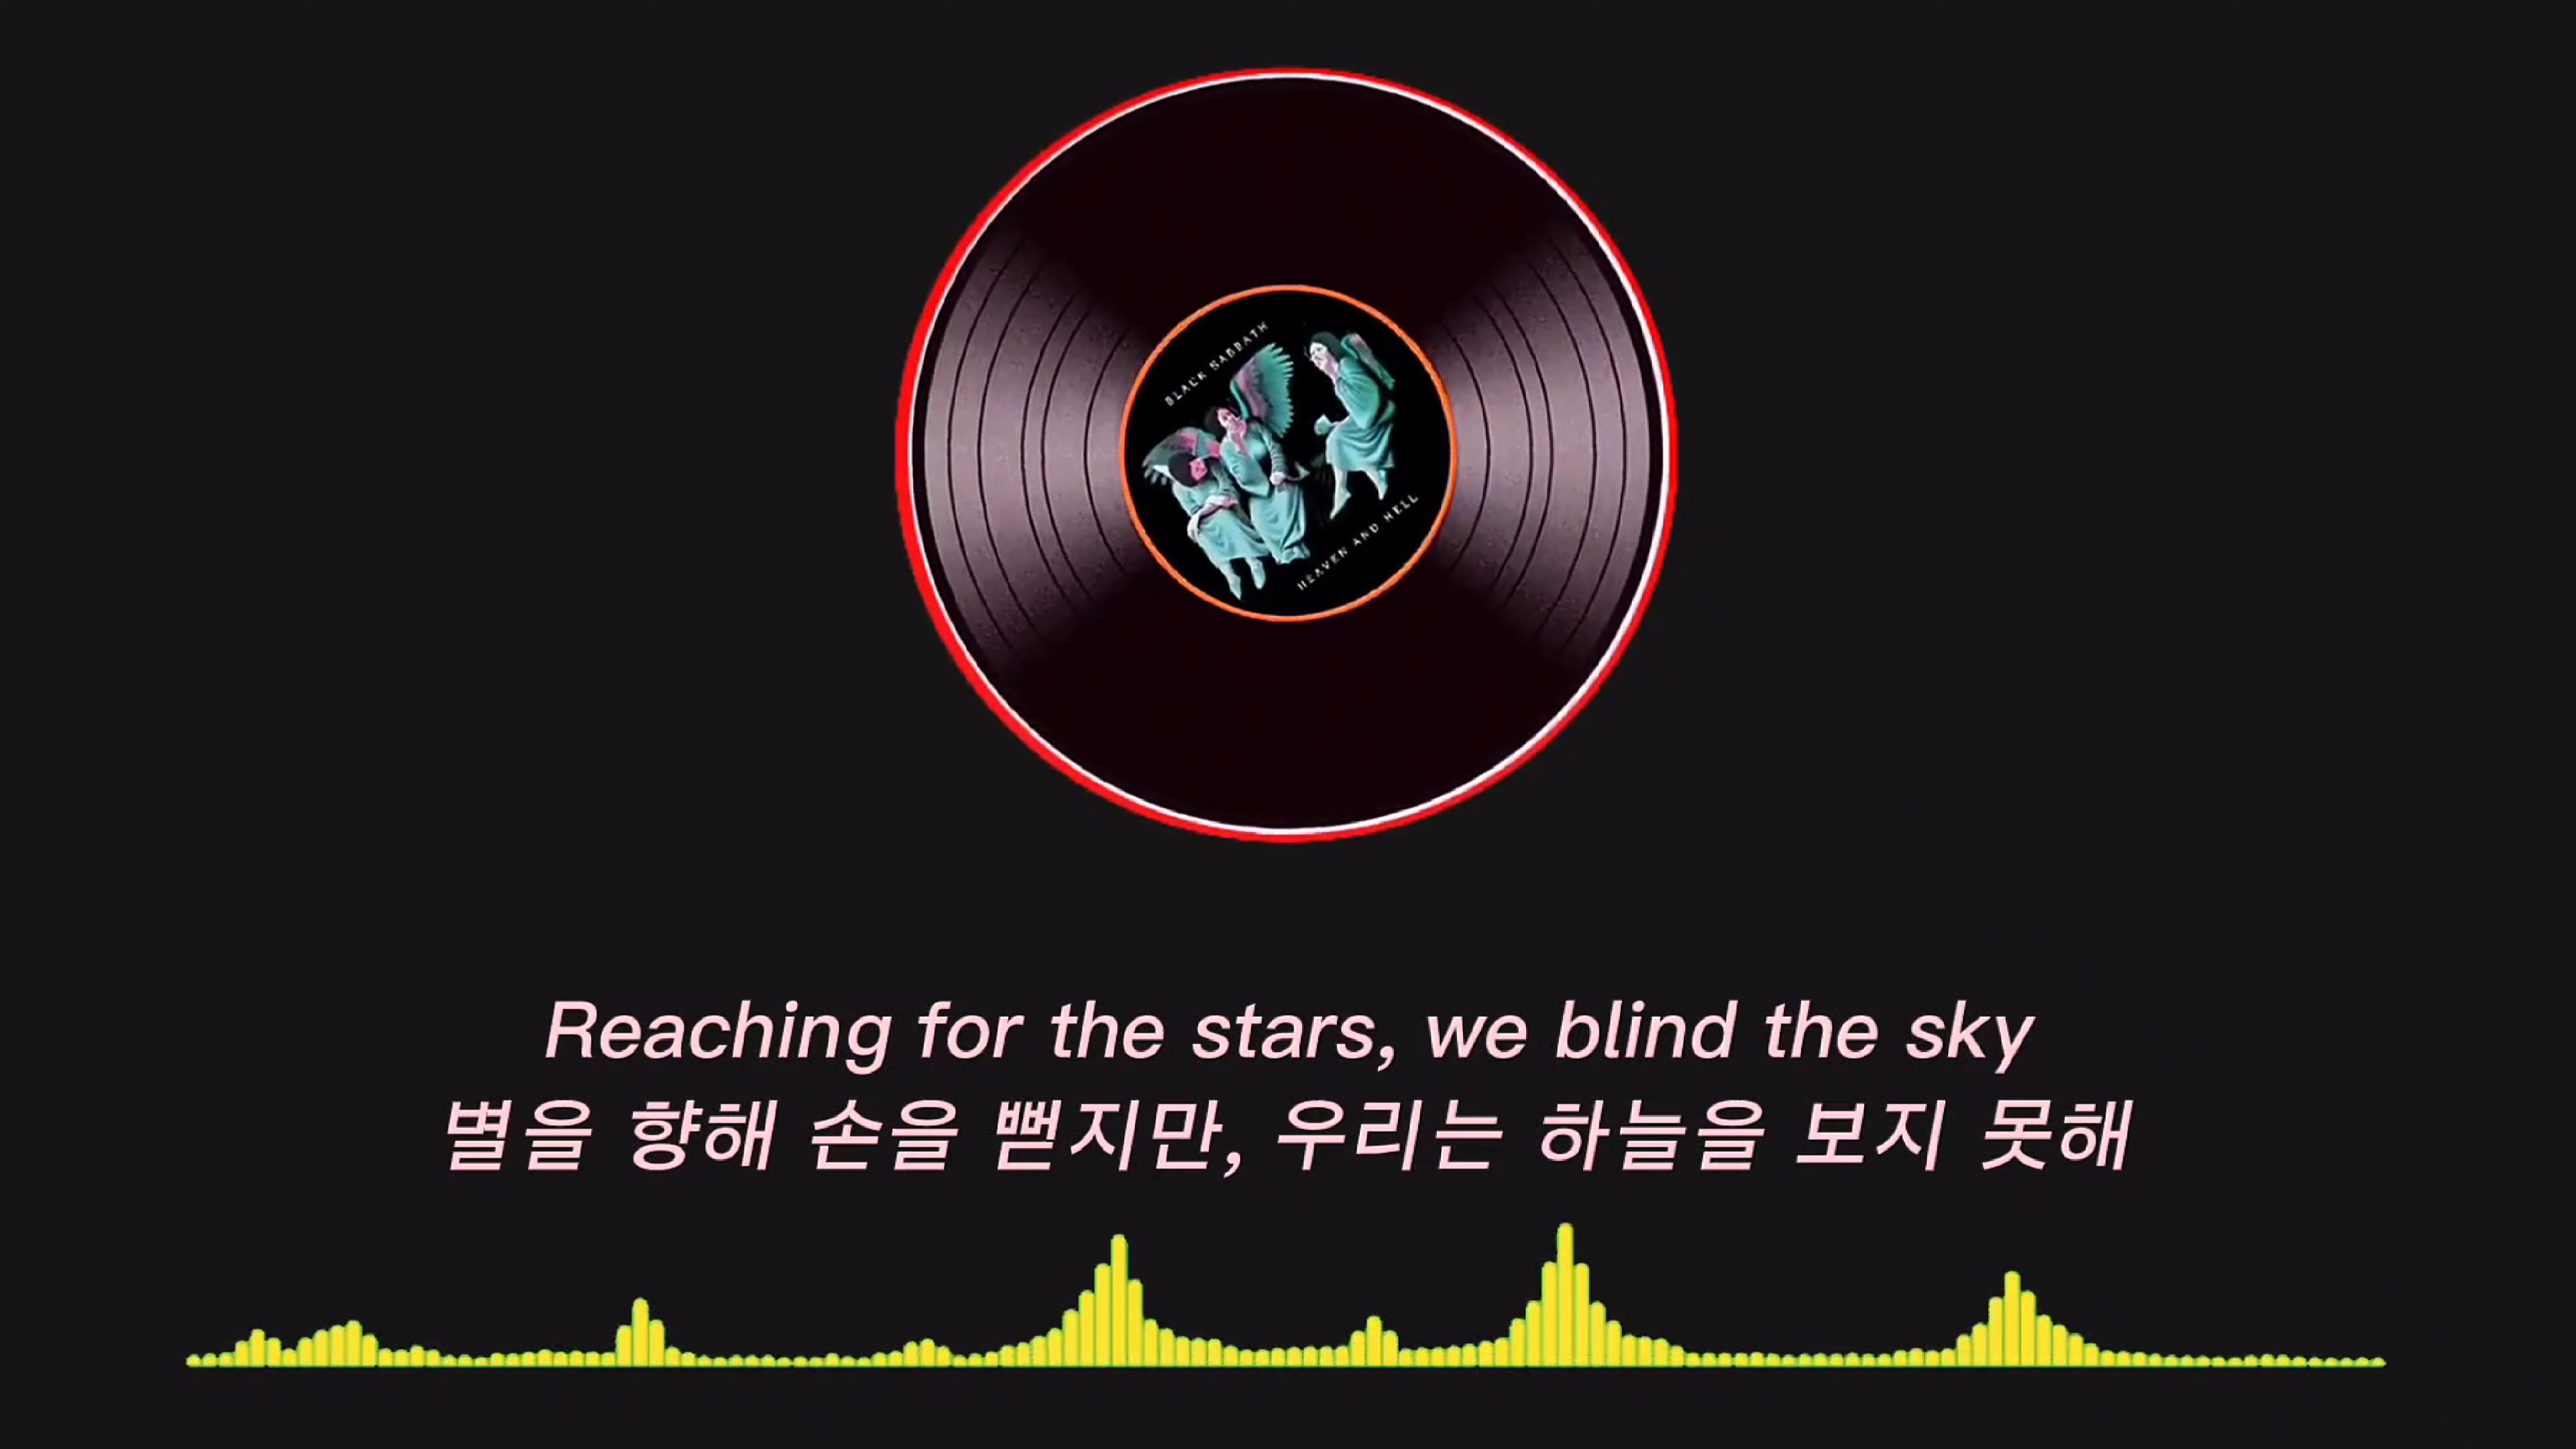 BLACK SABBATH
HEAVEN AND HELL
Reaching for the stars, we blind the sky
별을 향해 손을 뻗지만, 우리는 하늘을 보지 못해